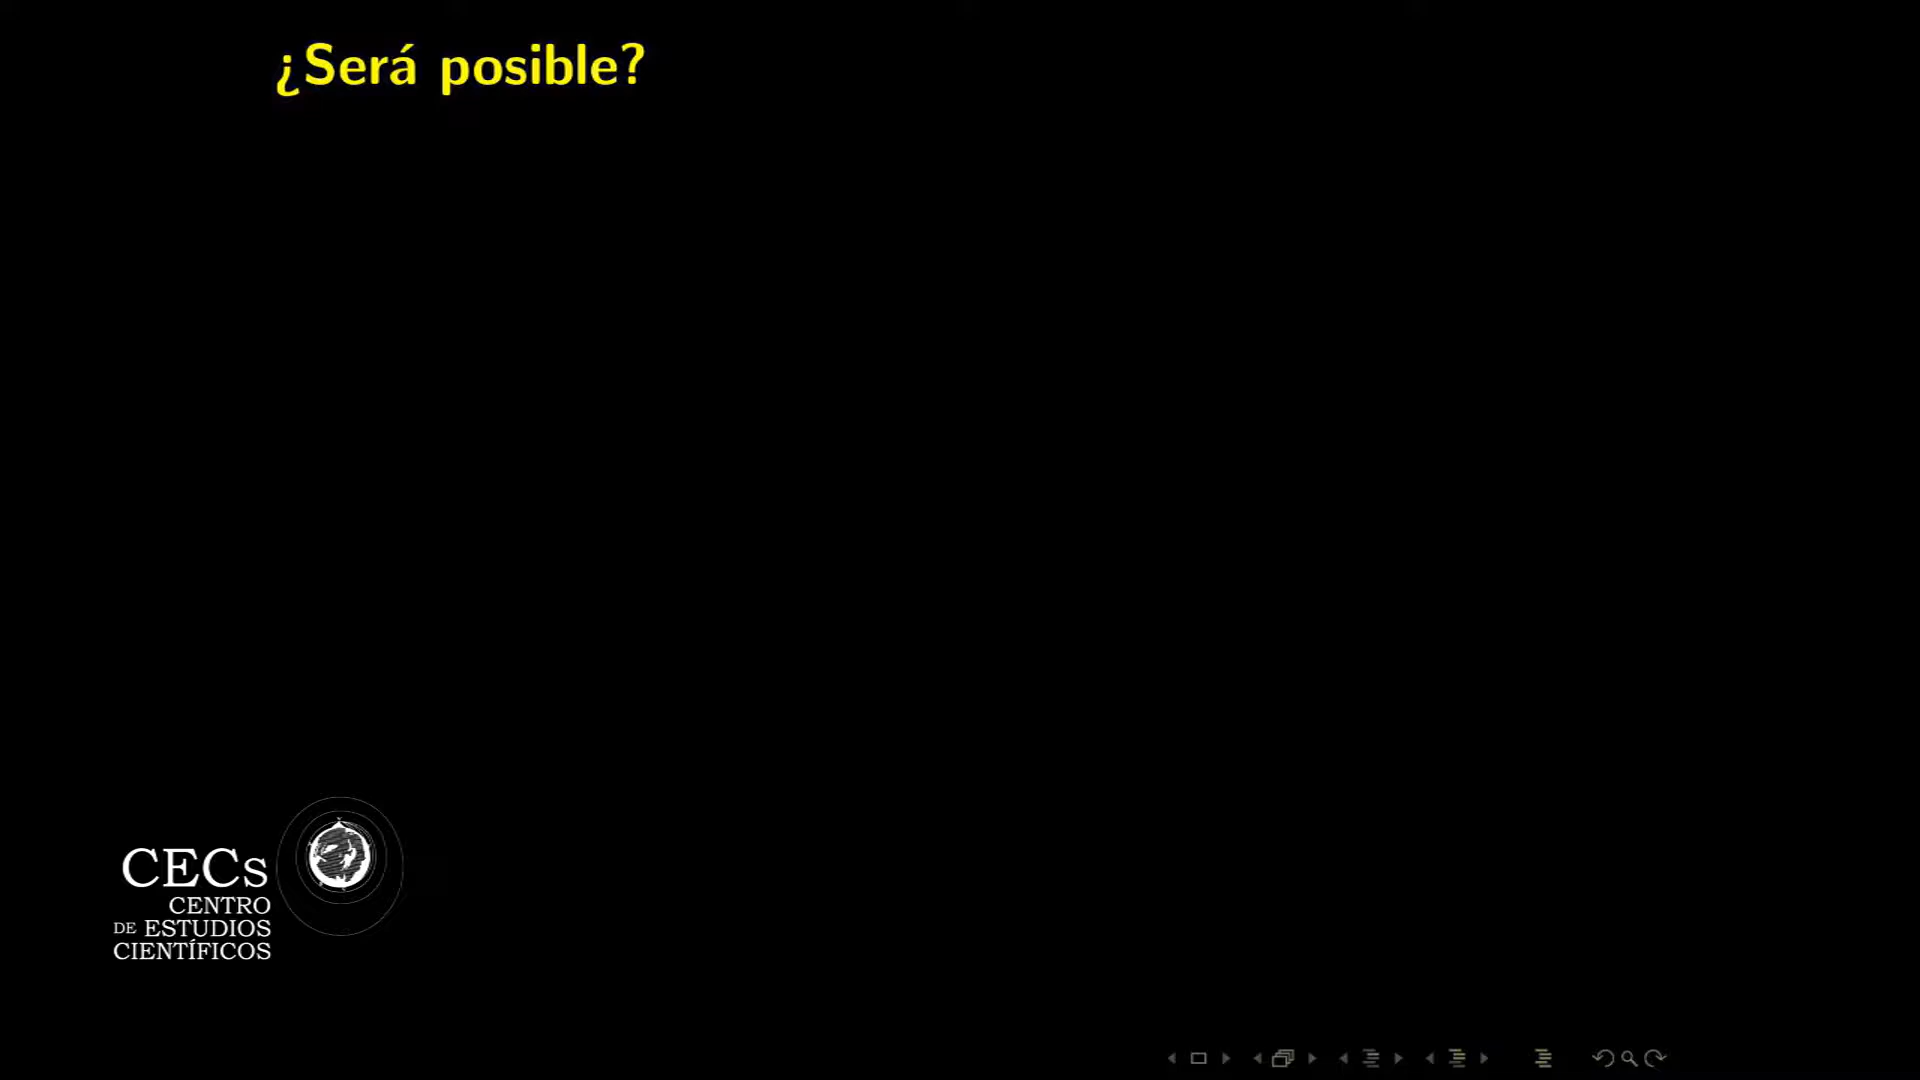 ¿Será posible?
CECs
CENTRO
DE ESTUDIOS
CIENTÍFICOS